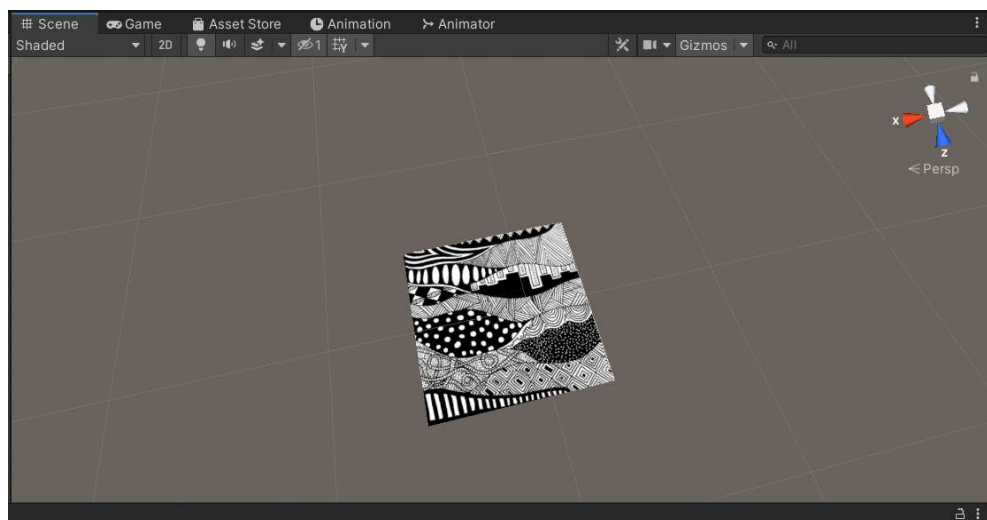 Scene Game Asset Store Animation Animator
Shaded 2D 1 Gizmos All
x
z
Persp